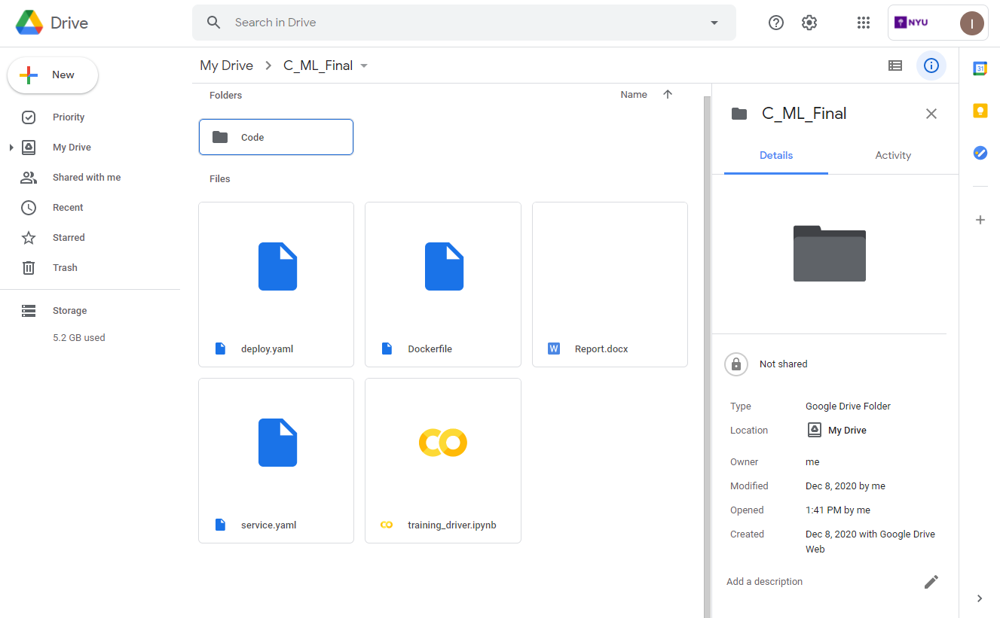 Drive
Search in Drive
NYU
I
New
Priority
My Drive
Shared with me
Recent
Starred
Trash
Storage
5.2 GB used
My Drive
C_ML_Final
Folders
Name
Code
Files
deploy.yaml
Dockerfile
W
Report.docx
service.yaml
training_driver.ipynb
C_ML_Final
Details
Activity
Not shared
Type
Google Drive Folder
Location
My Drive
Owner
me
Modified
Dec 8, 2020 by me
Opened
1:41 PM by me
Created
Dec 8, 2020 with Google Drive
Web
Add a description
31